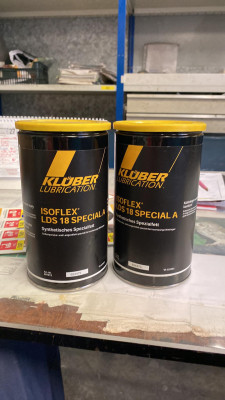 KLÜBER
LUBRICATION
ISOFLEX®
LDS 18 SPECIAL A
Synthetisches Spezialfett
KLÜBER
LUBRICATION
ISOFLEX®
LDS 18 SPECIAL A
Synthetisches Spezialfett